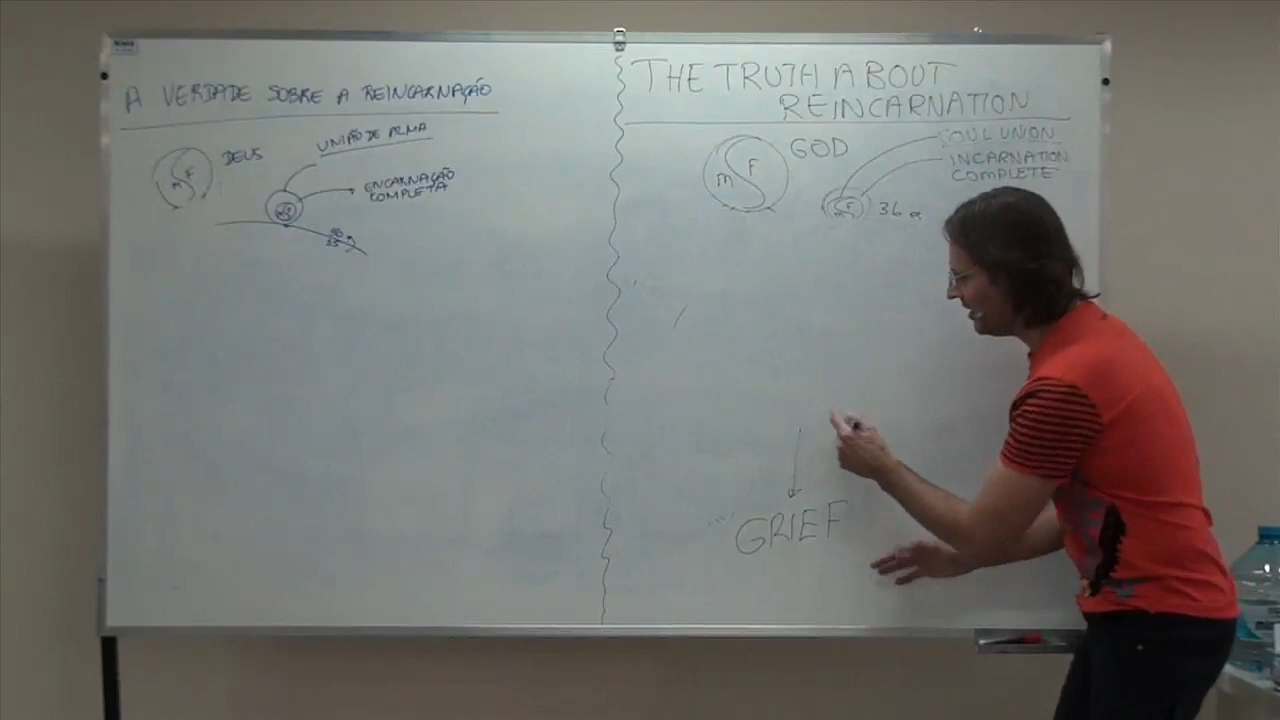 A VERDADE SOBRE A REINCARNAÇÃO
UNIÃO DE ALMA
DEUS
M F
ENCARNAÇÃO
COMPLETA
THE TRUTH ABOUT
REINCARNATION
GOD
M F
SOUL UNION
INCARNATION
COMPLETE
36
GRIEF